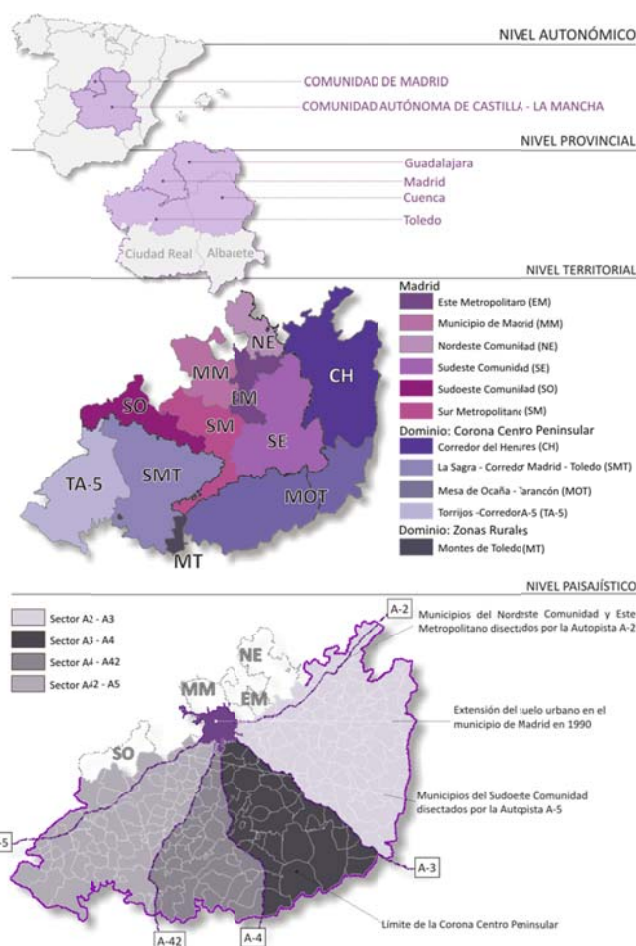 NIVEL AUTONÓMICO
COMUNIDAD DE MADRID
COMUNIDAD AUTÓNOMA DE CASTILLA - LA MANCHA
NIVEL PROVINCIAL
Guadalajara
Madrid
Cuenca
Toledo
Ciudad Real
Albacete
NIVEL TERRITORIAL
Madrid
Este Metropolitano (EM)
Municipio de Madrid (MM)
Nordeste Comunidad (NE)
Sudeste Comunidad (SE)
Sudoeste Comunidad (SO)
Sur Metropolitano (SM)
Dominio: Corona Centro Peninsular
Corredor del Henares (CH)
La Sagra - Corredor Madrid - Toledo (SMT)
Mesa de Ocaña - Tarancón (MOT)
Torrijos - Corredor A-5 (TA-5)
Dominio: Zonas Rurales
Montes de Toledo (MT)
NE
CH
MM
EM
SO
SM
SE
TA-5
SMT
MOT
MT
NIVEL PAISAJÍSTICO
Sector A2 - A3
Sector A3 - A4
Sector A4 - A42
Sector A42 - A5
A-2
Municipios del Nordeste Comunidad y Este
Metropolitano disectados por la Autopista A-2
NE
MM
EM
SO
Extensión del suelo urbano en el
municipio de Madrid en 1990
Municipios del Sudoeste Comunidad
disectados por la Autopista A-5
-5
A-3
A-42
A-4
Límite de la Corona Centro Peninsular